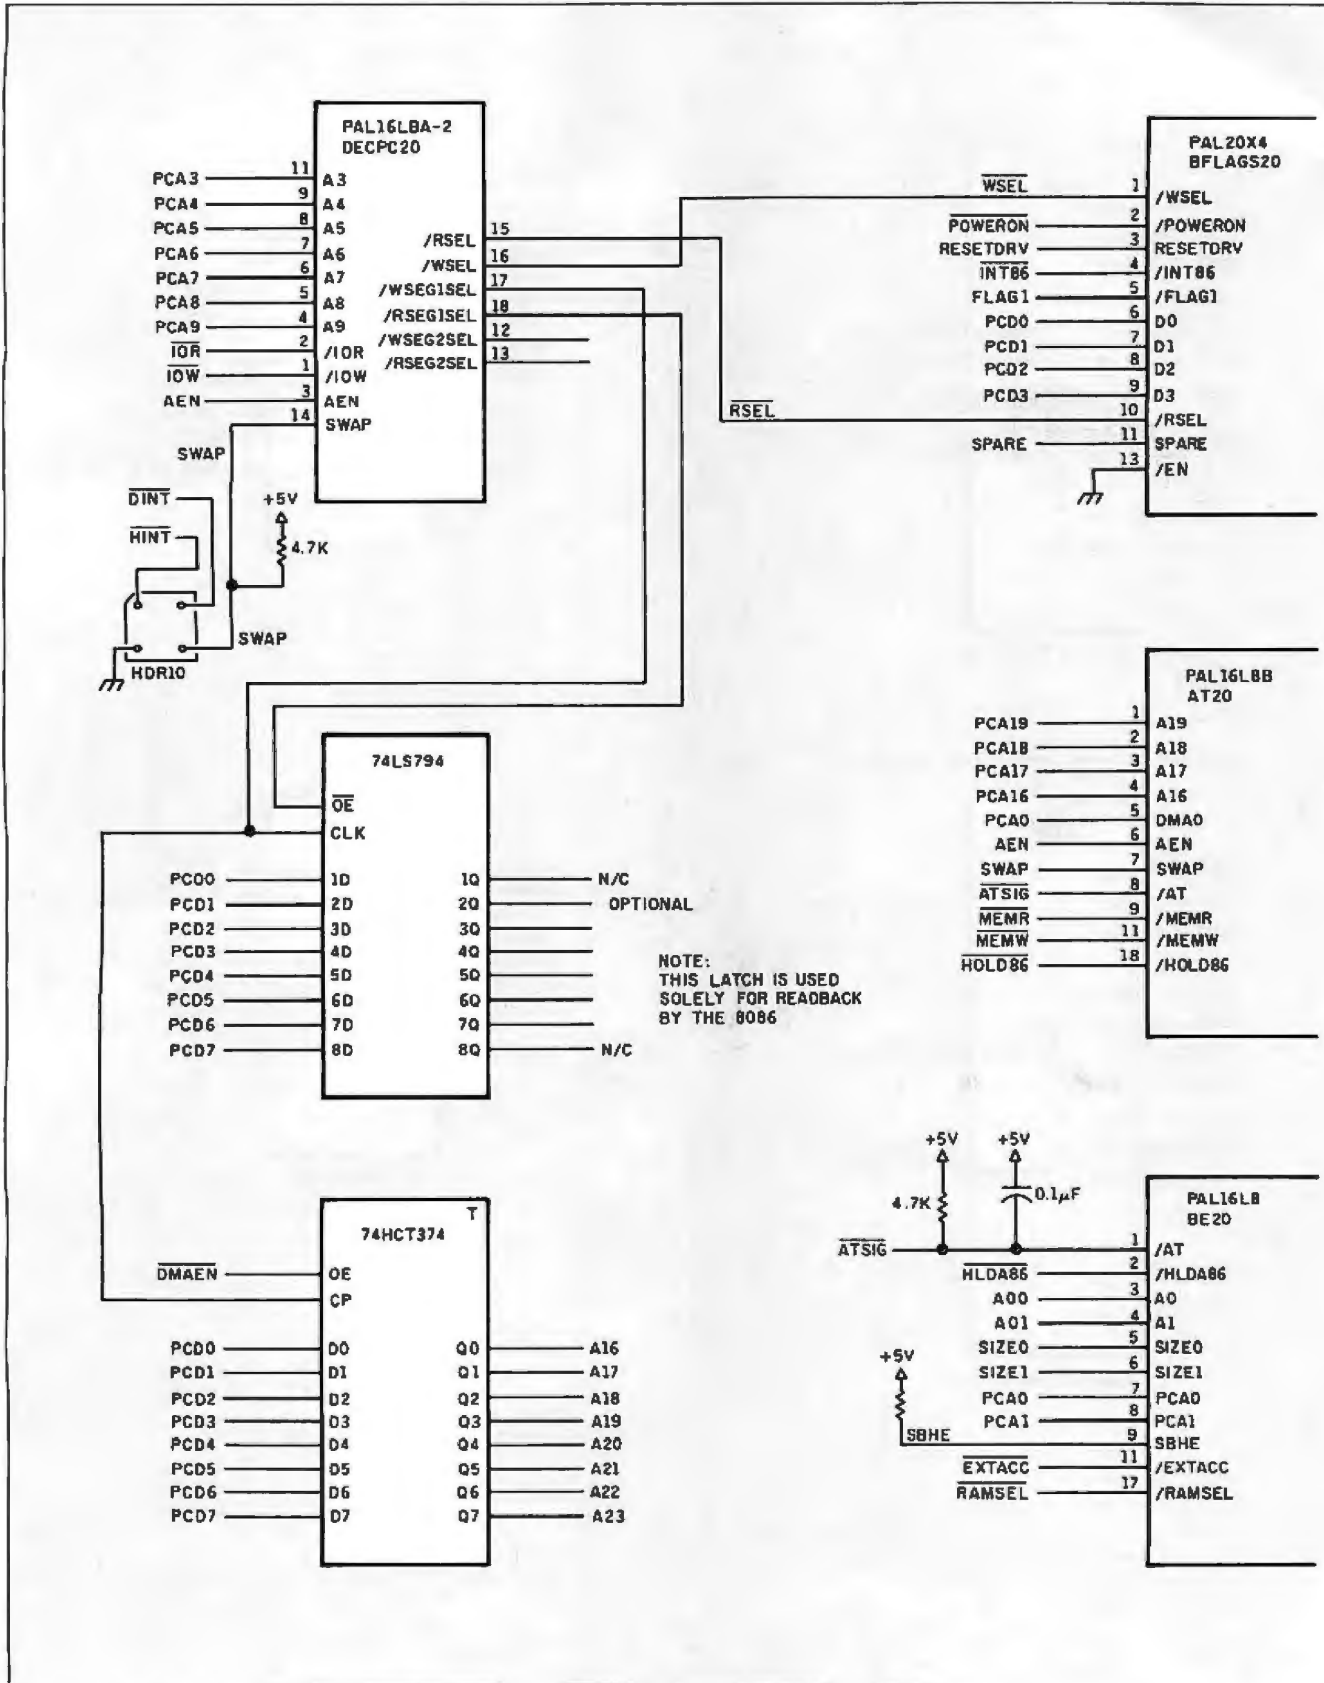 PAL16L8A-2
DECPC20
PCA3 11 A3
PCA4 9 A4
PCA5 8 A5
PCA6 7 A6
PCA7 6 A7
PCA8 5 A8
PCA9 4 A9
IOR 2 /IOR
IOW 1 /IOW
AEN 3 AEN
14 SWAP
/RSEL 15
/WSEL 16
/WSEG1SEL 17
/RSEG1SEL 18
/WSEG2SEL 12
/RSEG2SEL 13
SWAP
DINT
HINT
+5V
4.7K
SWAP
HDR10
74LS794
OE
CLK
PCD0 1D 1Q N/C
PCD1 2D 2Q OPTIONAL
PCD2 3D 3Q
PCD3 4D 4Q
PCD4 5D 5Q
PCD5 6D 6Q
PCD6 7D 7Q
PCD7 8D 8Q N/C
NOTE:
THIS LATCH IS USED
SOLELY FOR READBACK
BY THE 8086
T
74HCT374
DMAEN OE
CP
PCD0 D0 Q0 A16
PCD1 D1 Q1 A17
PCD2 D2 Q2 A18
PCD3 D3 Q3 A19
PCD4 D4 Q4 A20
PCD5 D5 Q5 A21
PCD6 D6 Q6 A22
PCD7 D7 Q7 A23
PAL20X4
BFLAGS20
WSEL 1 /WSEL
POWERON 2 /POWERON
RESETDRV 3 RESETDRV
INT86 4 /INT86
FLAG1 5 /FLAG1
PCD0 6 D0
PCD1 7 D1
PCD2 8 D2
PCD3 9 D3
RSEL 10 /RSEL
SPARE 11 SPARE
13 /EN
PAL16L8B
AT20
PCA19 1 A19
PCA18 2 A18
PCA17 3 A17
PCA16 4 A16
PCA0 5 DMA0
AEN 6 AEN
SWAP 7 SWAP
ATSIG 8 /AT
MEMR 9 /MEMR
MEMW 11 /MEMW
HOLD86 18 /HOLD86
+5V +5V
4.7K 0.1µF
PAL16L8
BE20
ATSIG 1 /AT
HLDA86 2 /HLDA86
A00 3 A0
A01 4 A1
SIZE0 5 SIZE0
SIZE1 6 SIZE1
PCA0 7 PCA0
PCA1 8 PCA1
+5V
SBHE 9 SBHE
EXTACC 11 /EXTACC
RAMSEL 17 /RAMSEL